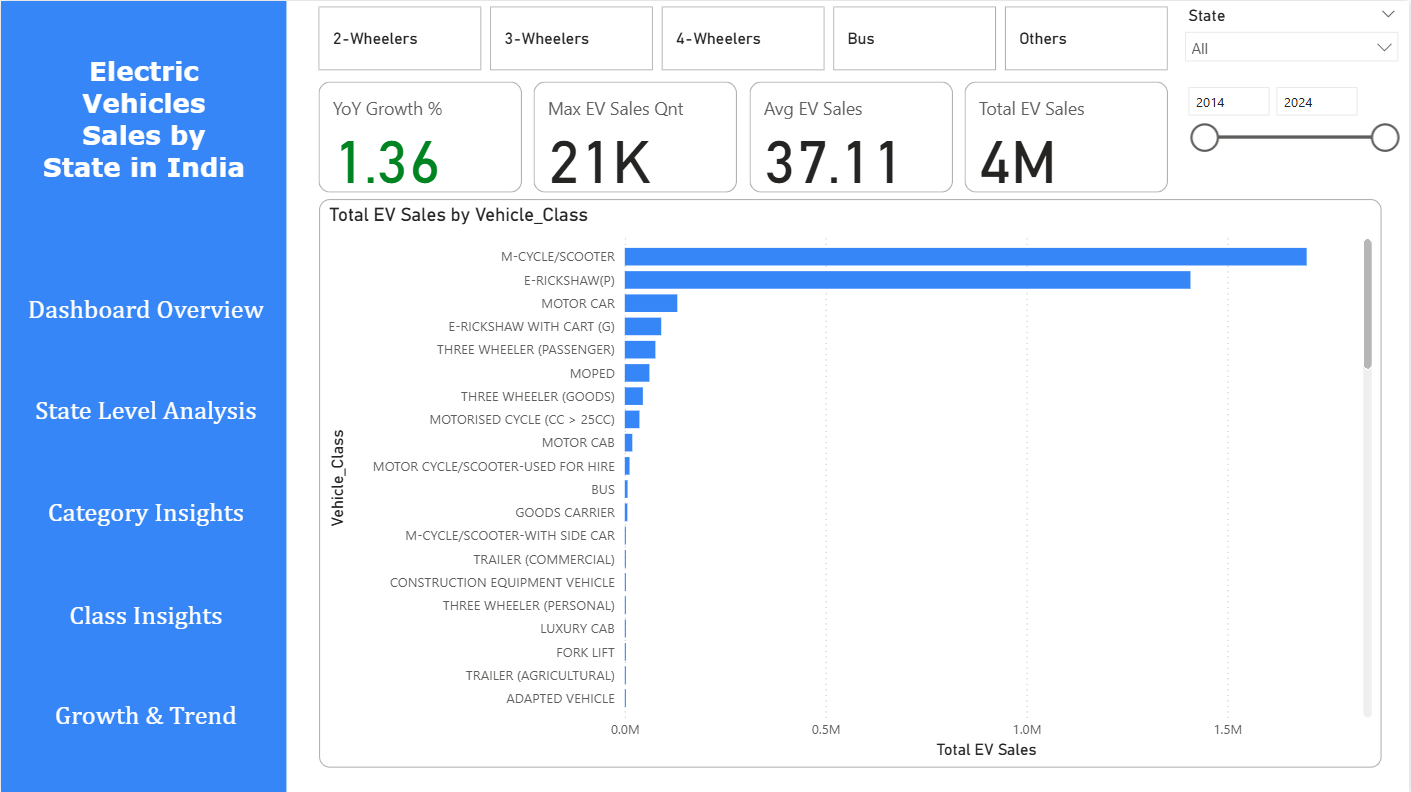 Electric
Vehicles
Sales by
State in India
Dashboard Overview
State Level Analysis
Category Insights
Class Insights
Growth & Trend
2-Wheelers
3-Wheelers
4-Wheelers
Bus
Others
State
All
2014
2024
YoY Growth %
1.36
Max EV Sales Qnt
21K
Avg EV Sales
37.11
Total EV Sales
4M
Total EV Sales by Vehicle_Class
Vehicle_Class
M-CYCLE/SCOOTER
E-RICKSHAW(P)
MOTOR CAR
E-RICKSHAW WITH CART (G)
THREE WHEELER (PASSENGER)
MOPED
THREE WHEELER (GOODS)
MOTORISED CYCLE (CC > 25CC)
MOTOR CAB
MOTOR CYCLE/SCOOTER-USED FOR HIRE
BUS
GOODS CARRIER
M-CYCLE/SCOOTER-WITH SIDE CAR
TRAILER (COMMERCIAL)
CONSTRUCTION EQUIPMENT VEHICLE
THREE WHEELER (PERSONAL)
LUXURY CAB
FORK LIFT
TRAILER (AGRICULTURAL)
ADAPTED VEHICLE
0.0M
0.5M
1.0M
1.5M
Total EV Sales